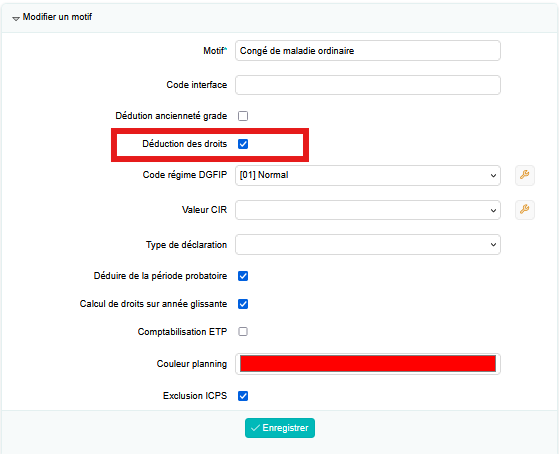 Modifier un motif
Motif* Congé de maladie ordinaire
Code interface
Dédution ancienneté grade
Déduction des droits
Code régime DGFIP [01] Normal
Valeur CIR
Type de déclaration
Déduire de la période probatoire
Calcul de droits sur année glissante
Comptabilisation ETP
Couleur planning
Exclusion ICPS
Enregistrer